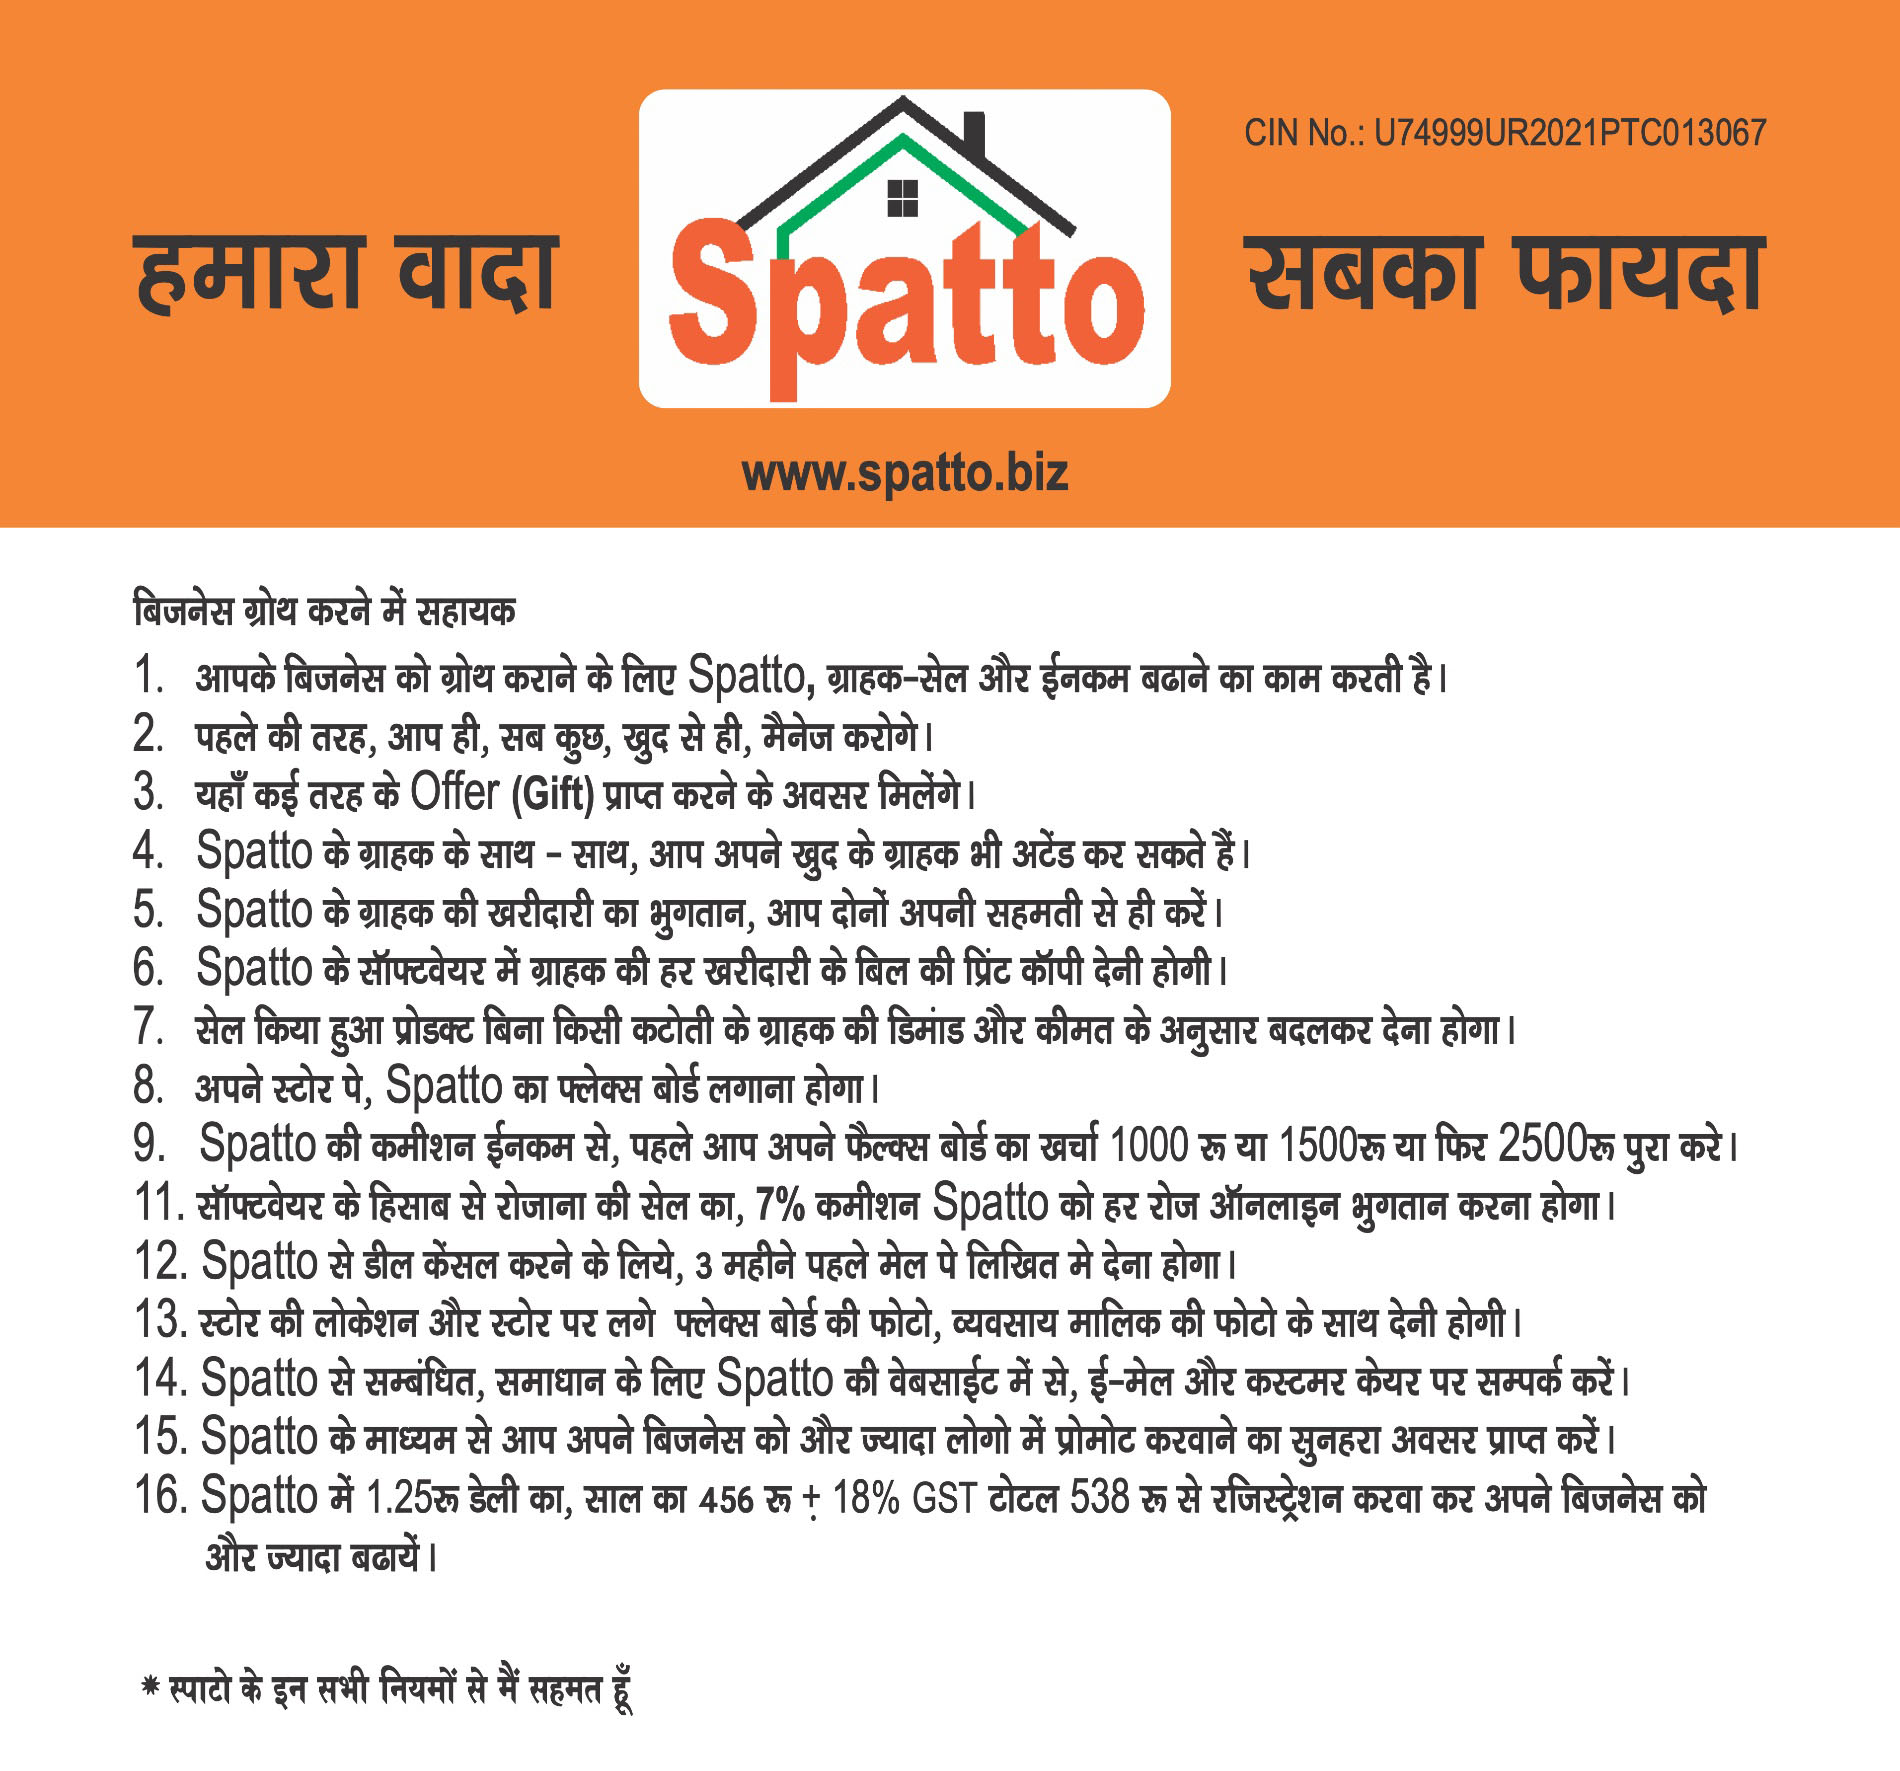 CIN No.: U74999UR2021PTC013067
हमारा वादा
Spatto
सबका फायदा
www.spatto.biz
बिजनेस ग्रोथ करने में सहायक
1. आपके बिजनेस को ग्रोथ कराने के लिए Spatto, ग्राहक-सेल और ईनकम बढाने का काम करती है।
2. पहले की तरह, आप ही, सब कुछ, खुद से ही, मैनेज करोगे।
3. यहाँ कई तरह के Offer (Gift) प्राप्त करने के अवसर मिलेंगे।
4. Spatto के ग्राहक के साथ - साथ, आप अपने खुद के ग्राहक भी अटेंड कर सकते हैं।
5. Spatto के ग्राहक की खरीदारी का भुगतान, आप दोनों अपनी सहमती से ही करें।
6. Spatto के सॅाफ्टवेयर में ग्राहक की हर खरीदारी के बिल की प्रिंट कॉपी देनी होगी।
7. सेल किया हुआ प्रोडक्ट बिना किसी कटोती के ग्राहक की डिमांड और कीमत के अनुसार बदलकर देना होगा।
8. अपने स्टोर पे, Spatto का फ्लेक्स बोर्ड लगाना होगा।
9. Spatto की कमीशन ईनकम से, पहले आप अपने फैल्क्स बोर्ड का खर्चा 1000 रू या 1500रू या फिर 2500रू पुरा करे।
11. सॉफ्टवेयर के हिसाब से रोजाना की सेल का, 7% कमीशन Spatto को हर रोज ऑनलाइन भुगतान करना होगा।
12. Spatto से डील केंसल करने के लिये, 3 महीने पहले मेल पे लिखित मे देना होगा।
13. स्टोर की लोकेशन और स्टोर पर लगे फ्लेक्स बोर्ड की फोटो, व्यवसाय मालिक की फोटो के साथ देनी होगी।
14. Spatto से सम्बंधित, समाधान के लिए Spatto की वेबसाईट में से, ई-मेल और कस्टमर केयर पर सम्पर्क करें।
15. Spatto के माध्यम से आप अपने बिजनेस को और ज्यादा लोगो में प्रोमोट करवाने का सुनहरा अवसर प्राप्त करें।
16. Spatto में 1.25रू डेली का, साल का 456 रू + 18% GST टोटल 538 रू से रजिस्ट्रेशन करवा कर अपने बिजनेस को
और ज्यादा बढायें।
* स्पाटो के इन सभी नियमों से मैं सहमत हूँ